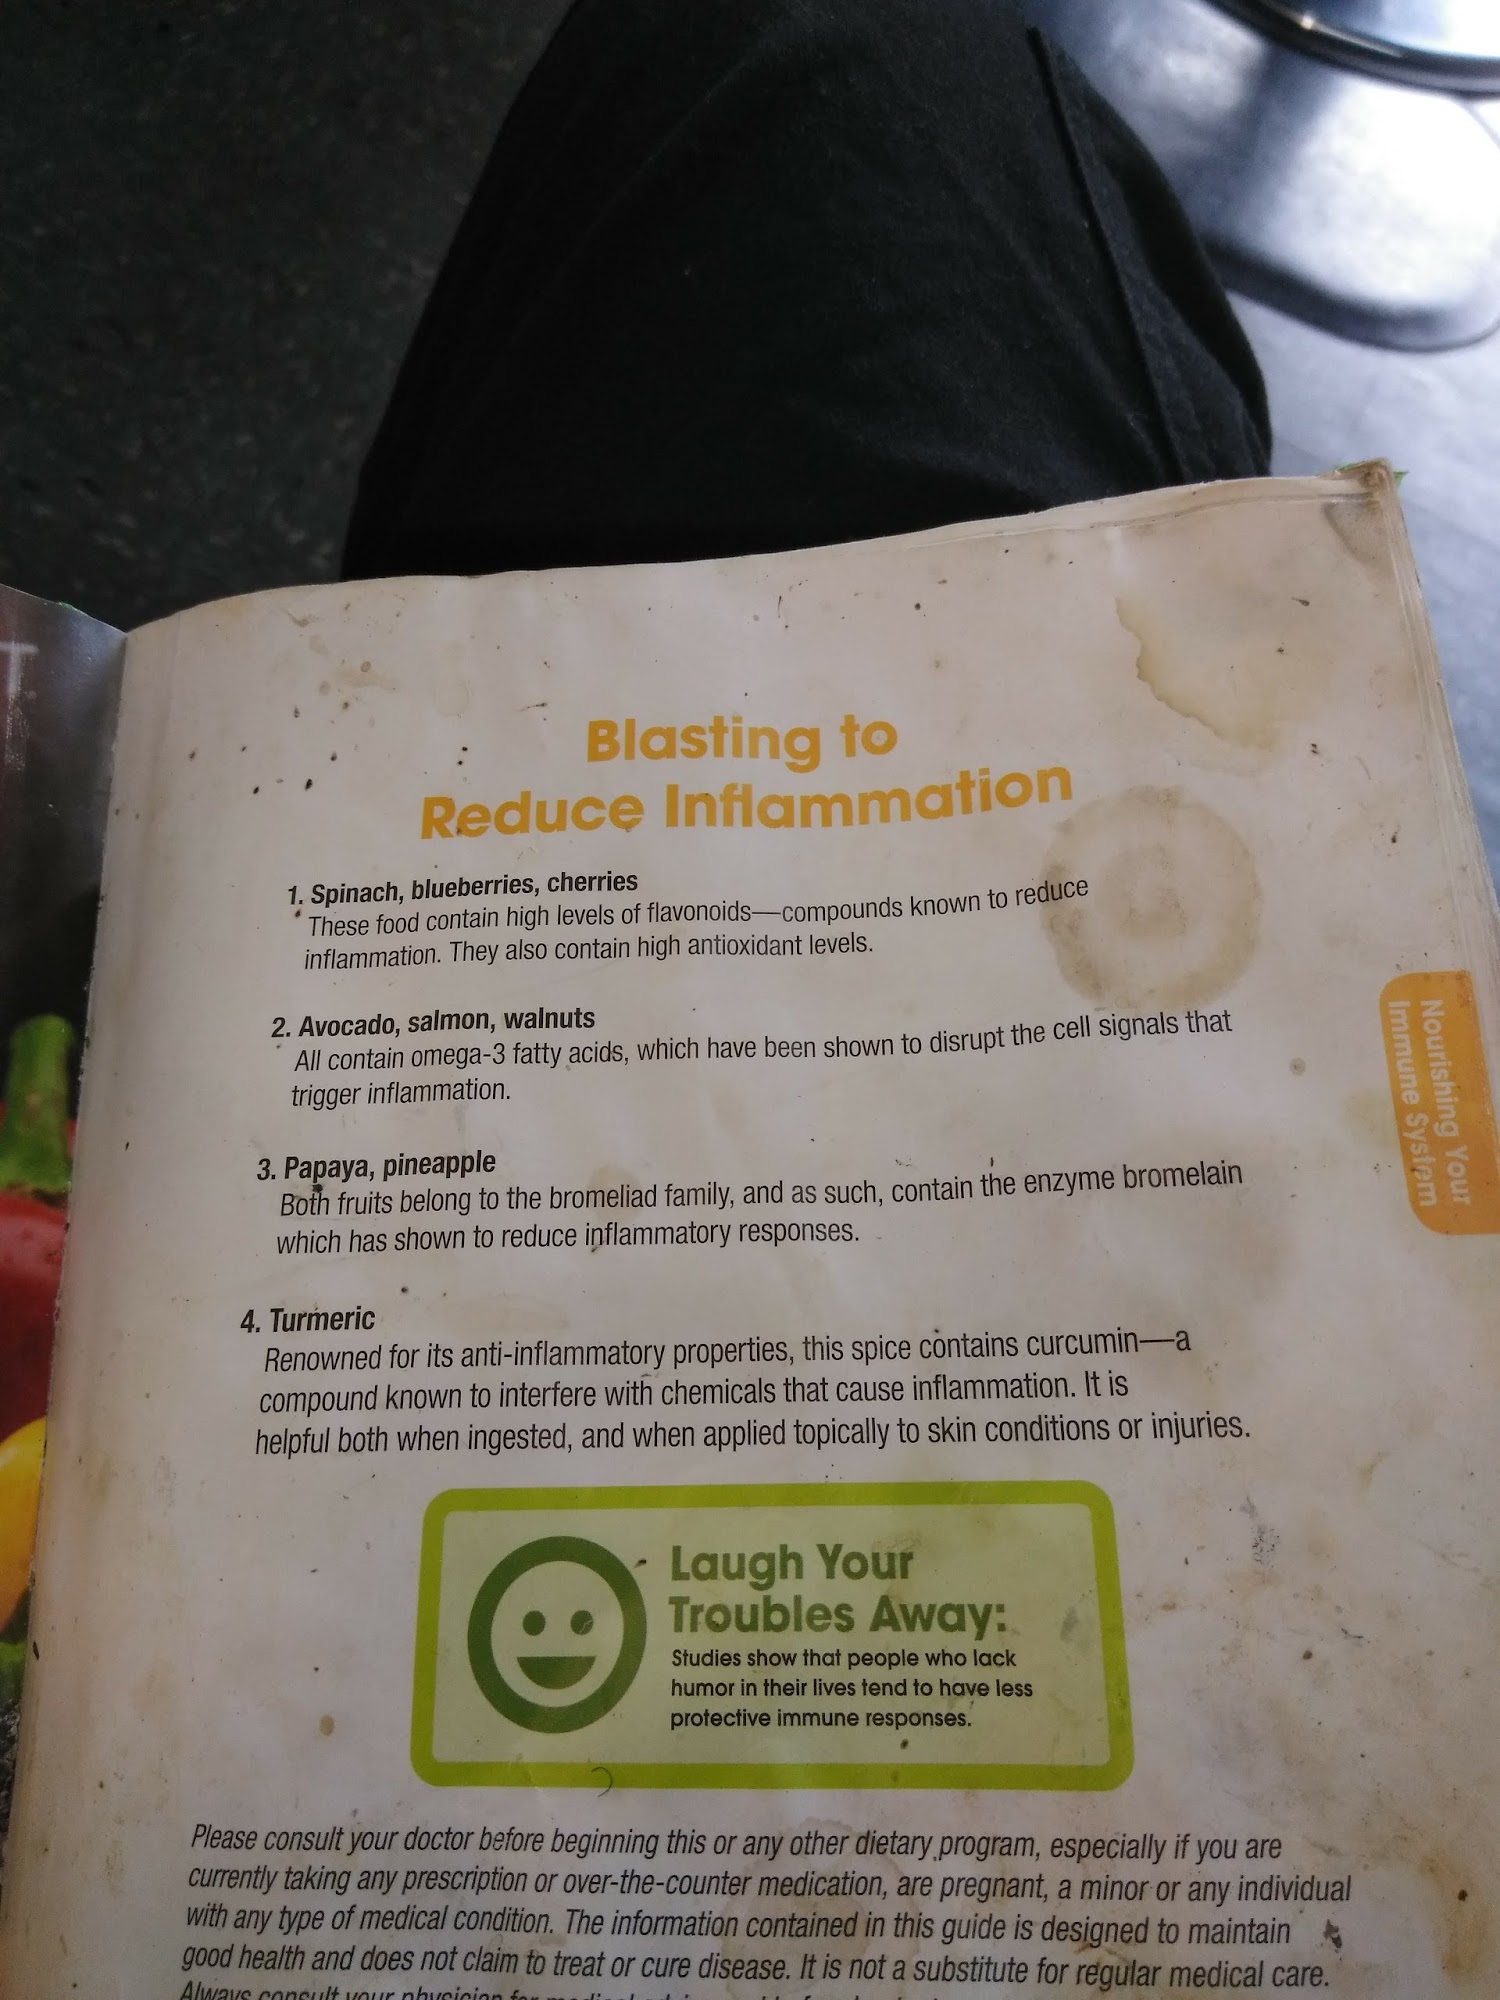 Blasting to
Reduce Inflammation
1. Spinach, blueberries, cherries
These food contain high levels of flavonoids—compounds known to reduce
inflammation. They also contain high antioxidant levels.
2. Avocado, salmon, walnuts
All contain omega-3 fatty acids, which have been shown to disrupt the cell signals that
trigger inflammation.
3. Papaya, pineapple
Both fruits belong to the bromeliad family, and as such, contain the enzyme bromelain
which has shown to reduce inflammatory responses.
4. Turmeric
Renowned for its anti-inflammatory properties, this spice contains curcumin—a
compound known to interfere with chemicals that cause inflammation. It is
helpful both when ingested, and when applied topically to skin conditions or injuries.
Laugh Your
Troubles Away:
Studies show that people who lack
humor in their lives tend to have less
protective immune responses.
Please consult your doctor before beginning this or any other dietary program, especially if you are
currently taking any prescription or over-the-counter medication, are pregnant, a minor or any individual
with any type of medical condition. The information contained in this guide is designed to maintain
good health and does not claim to treat or cure disease. It is not a substitute for regular medical care.
Always consult your physician for
Nourishing Your
Immune System